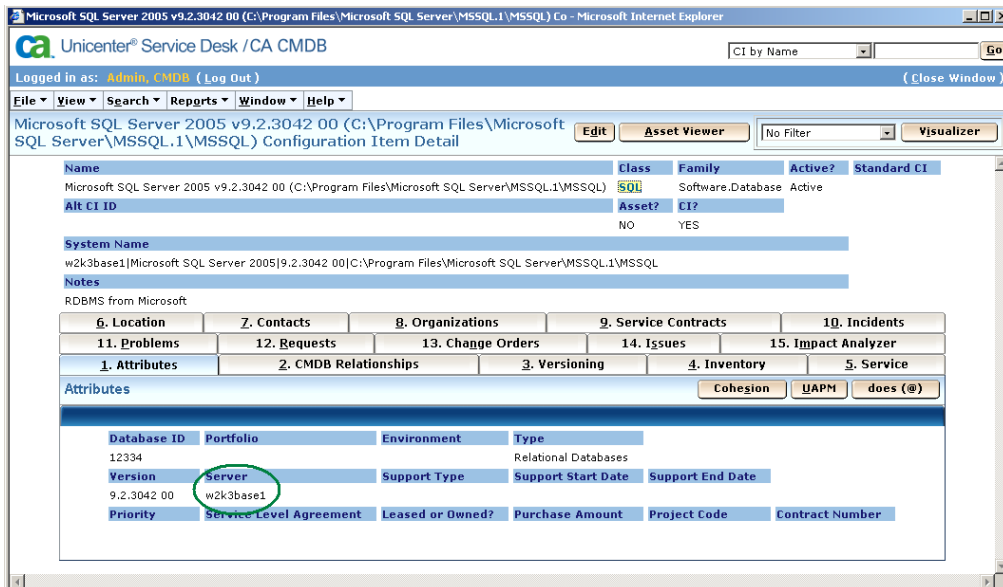 Microsoft SQL Server 2005 v9.2.3042 00 (C:\Program Files\Microsoft SQL Server\MSSQL.1\MSSQL) Co - Microsoft Internet Explorer
ca Unicenter® Service Desk /CA CMDB
CI by Name Go
Logged in as: Admin, CMDB ( Log Out ) ( Close Window )
File View Search Reports Window Help
Microsoft SQL Server 2005 v9.2.3042 00 (C:\Program Files\Microsoft
SQL Server\MSSQL.1\MSSQL) Configuration Item Detail
Edit Asset Viewer No Filter Visualizer
Name Class Family Active? Standard CI
Microsoft SQL Server 2005 v9.2.3042 00 (C:\Program Files\Microsoft SQL Server\MSSQL.1\MSSQL) SQL Software.Database Active
Alt CI ID Asset? CI?
NO YES
System Name
w2k3base1|Microsoft SQL Server 2005|9.2.3042 00|C:\Program Files\Microsoft SQL Server\MSSQL.1\MSSQL
Notes
RDBMS from Microsoft
6. Location 7. Contacts 8. Organizations 9. Service Contracts 10. Incidents
11. Problems 12. Requests 13. Change Orders 14. Issues 15. Impact Analyzer
1. Attributes 2. CMDB Relationships 3. Versioning 4. Inventory 5. Service
Attributes Cohesion UAPM does (@)
Database ID Portfolio Environment Type
12334 Relational Databases
Version Server Support Type Support Start Date Support End Date
9.2.3042 00 w2k3base1
Priority Service Level Agreement Leased or Owned? Purchase Amount Project Code Contract Number